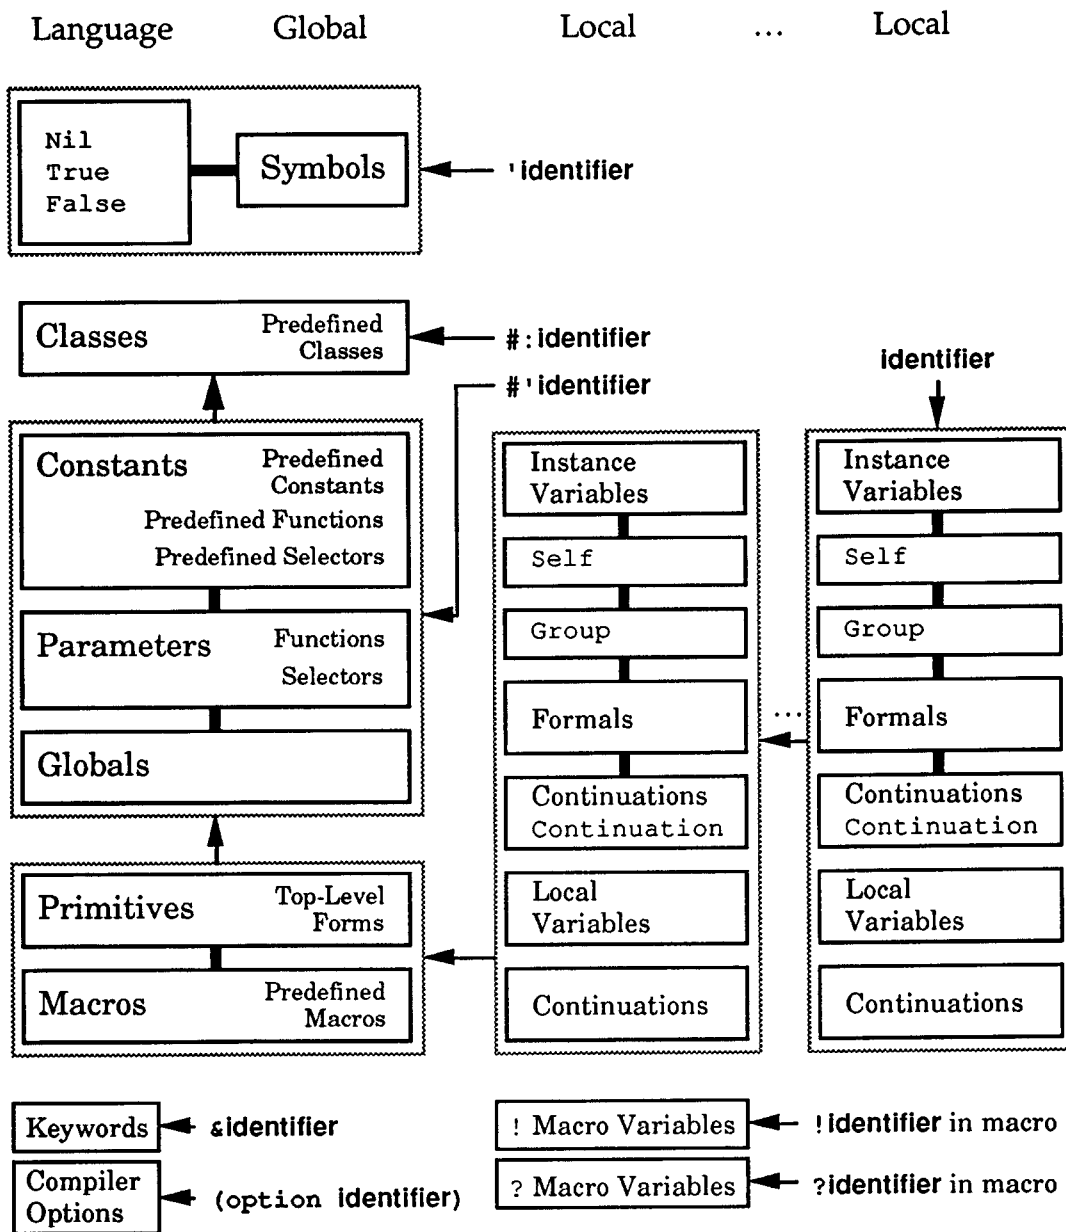 Language Global Local ... Local
Nil
True
False
Symbols
'identifier
Classes
Predefined
Classes
#:identifier
#'identifier
identifier
Constants
Predefined
Constants
Predefined Functions
Predefined Selectors
Parameters
Functions
Selectors
Globals
Primitives
Top-Level
Forms
Macros
Predefined
Macros
Instance
Variables
Self
Group
Formals
Continuations
Continuation
Local
Variables
Continuations
...
Instance
Variables
Self
Group
Formals
Continuations
Continuation
Local
Variables
Continuations
Keywords
&identifier
Compiler
Options
(option identifier)
! Macro Variables
!identifier in macro
? Macro Variables
?identifier in macro